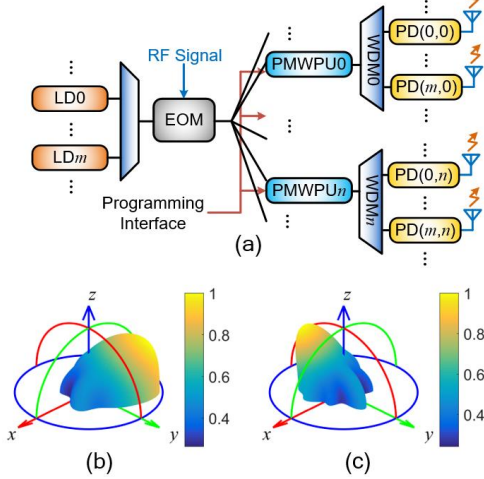 RF Signal
LD0
LDm
EOM
Programming
Interface
PMWPU0
PMWPUn
WDM0
WDMn
PD(0,0)
PD(m,0)
PD(0,n)
PD(m,n)
(a)
z
x
y
1
0.8
0.6
0.4
(b)
z
x
y
1
0.8
0.6
0.4
(c)